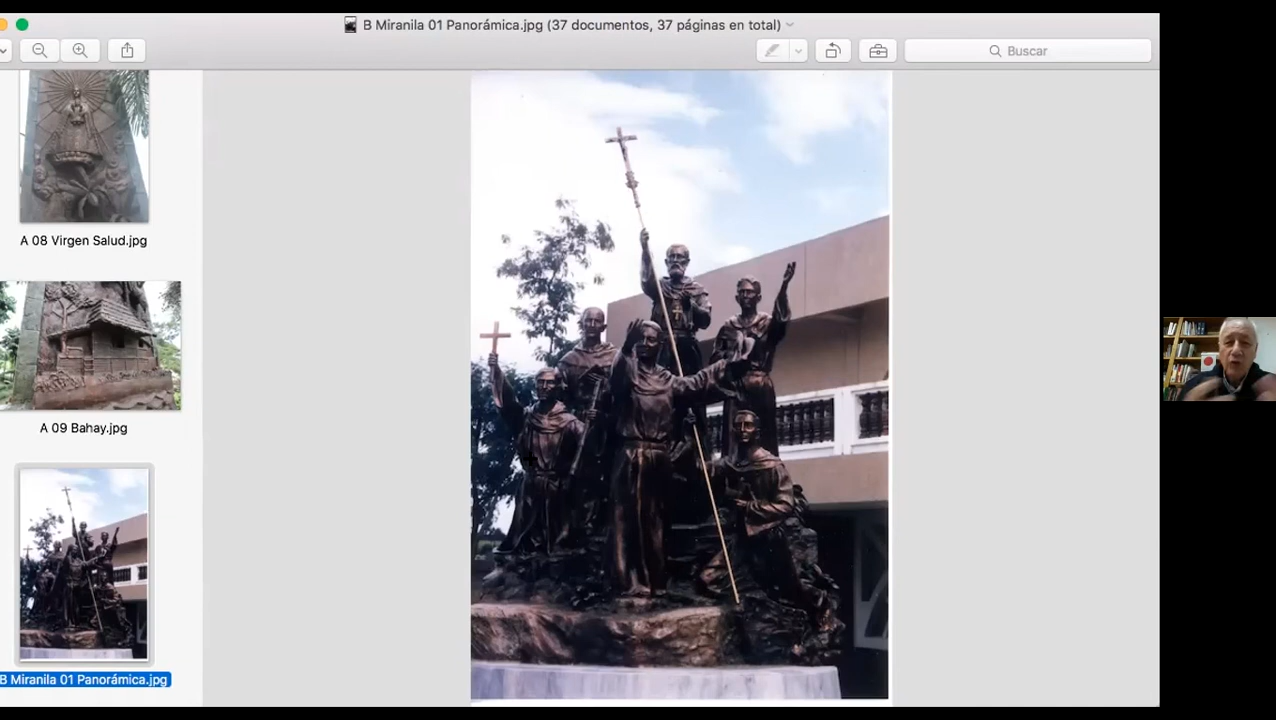 B Miranila 01 Panorámica.jpg (37 documentos, 37 páginas en total)
Buscar
A 08 Virgen Salud.jpg
A 09 Bahay.jpg
B Miranila 01 Panorámica.jpg